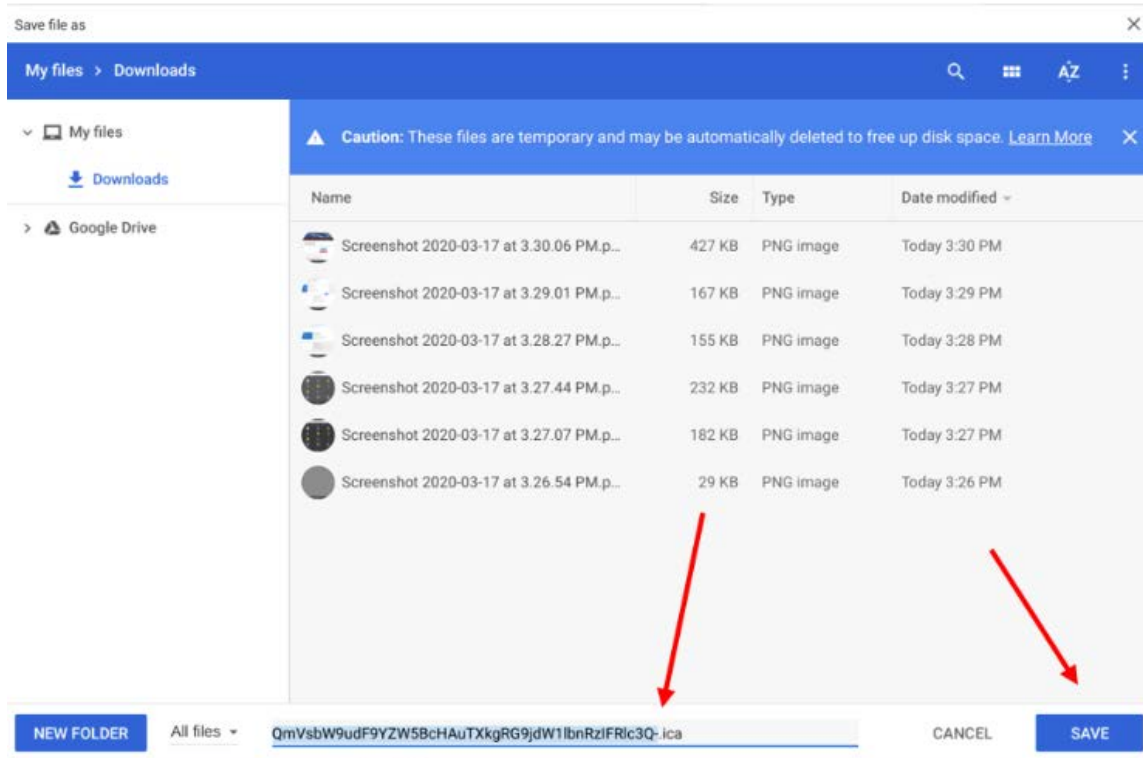 Save file as
My files > Downloads
AZ
My files
Caution: These files are temporary and may be automatically deleted to free up disk space. Learn More
Downloads
Name Size Type Date modified
Google Drive
Screenshot 2020-03-17 at 3.30.06 PM.p... 427 KB PNG image Today 3:30 PM
Screenshot 2020-03-17 at 3.29.01 PM.p... 167 KB PNG image Today 3:29 PM
Screenshot 2020-03-17 at 3.28.27 PM.p... 155 KB PNG image Today 3:28 PM
Screenshot 2020-03-17 at 3.27.44 PM.p... 232 KB PNG image Today 3:27 PM
Screenshot 2020-03-17 at 3.27.07 PM.p... 182 KB PNG image Today 3:27 PM
Screenshot 2020-03-17 at 3.26.54 PM.p... 29 KB PNG image Today 3:26 PM
NEW FOLDER All files QmVsbW9udF9YZW5BcHAuTXkgRG9jdW1lbnRzIFRlc3Q-.ica CANCEL SAVE